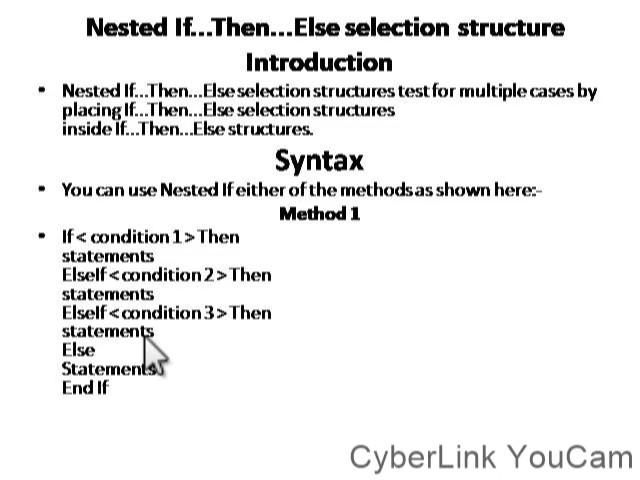 Nested If...Then...Else selection structure
Introduction
• Nested If...Then...Else selection structures test for multiple cases by
placing If...Then...Else selection structures
inside If...Then...Else structures.
Syntax
• You can use Nested If either of the methods as shown here:-
Method 1
• If < condition 1 > Then
statements
ElseIf < condition 2 > Then
statements
ElseIf < condition 3 > Then
statements
Else
Statements
End If
CyberLink YouCam